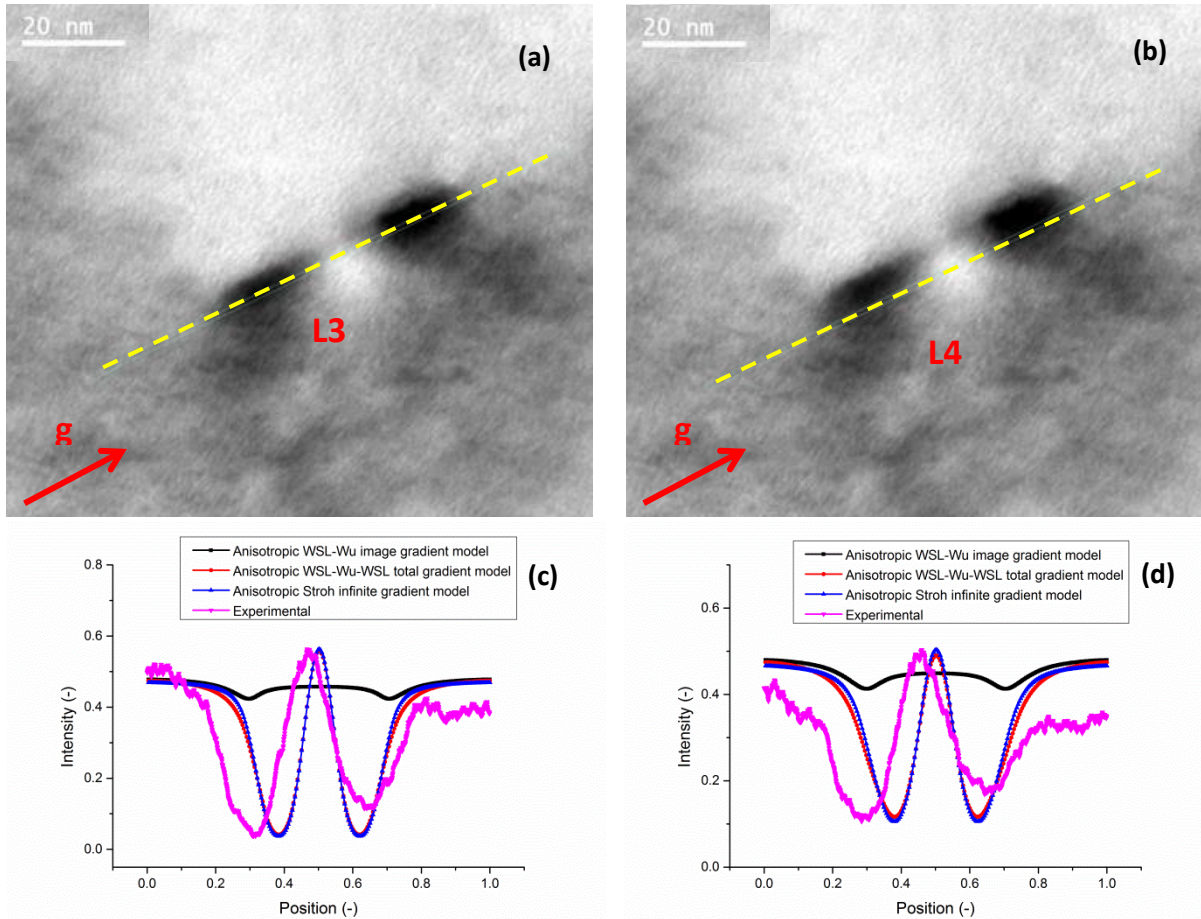 20 nm
(a)
L3
g
20 nm
(b)
L4
g
Anisotropic WSL-Wu image gradient model
Anisotropic WSL-Wu-WSL total gradient model
Anisotropic Stroh infinite gradient model
Experimental
(c)
0.8
0.6
0.4
0.2
0.0
Intensity (-)
0.0 0.2 0.4 0.6 0.8 1.0
Position (-)
Anisotropic WSL-Wu image gradient model
Anisotropic WSL-Wu-WSL total gradient model
Anisotropic Stroh infinite gradient model
Experimental
(d)
0.6
0.4
0.2
0.0
Intensity (-)
0.0 0.2 0.4 0.6 0.8 1.0
Position (-)